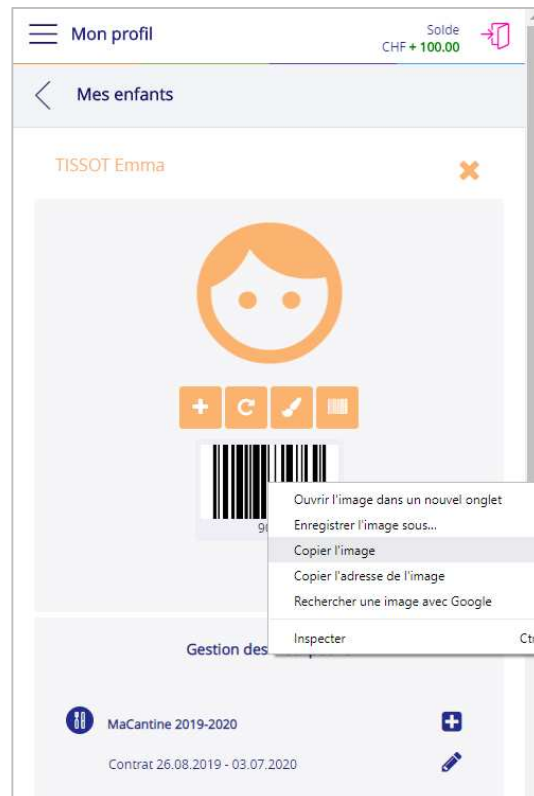 Mon profil
Solde
CHF + 100.00
Mes enfants
TISSOT Emma
Ouvrir l'image dans un nouvel onglet
Enregistrer l'image sous...
Copier l'image
Copier l'adresse de l'image
Rechercher une image avec Google
Inspecter
Gestion des
MaCantine 2019-2020
Contrat 26.08.2019 - 03.07.2020